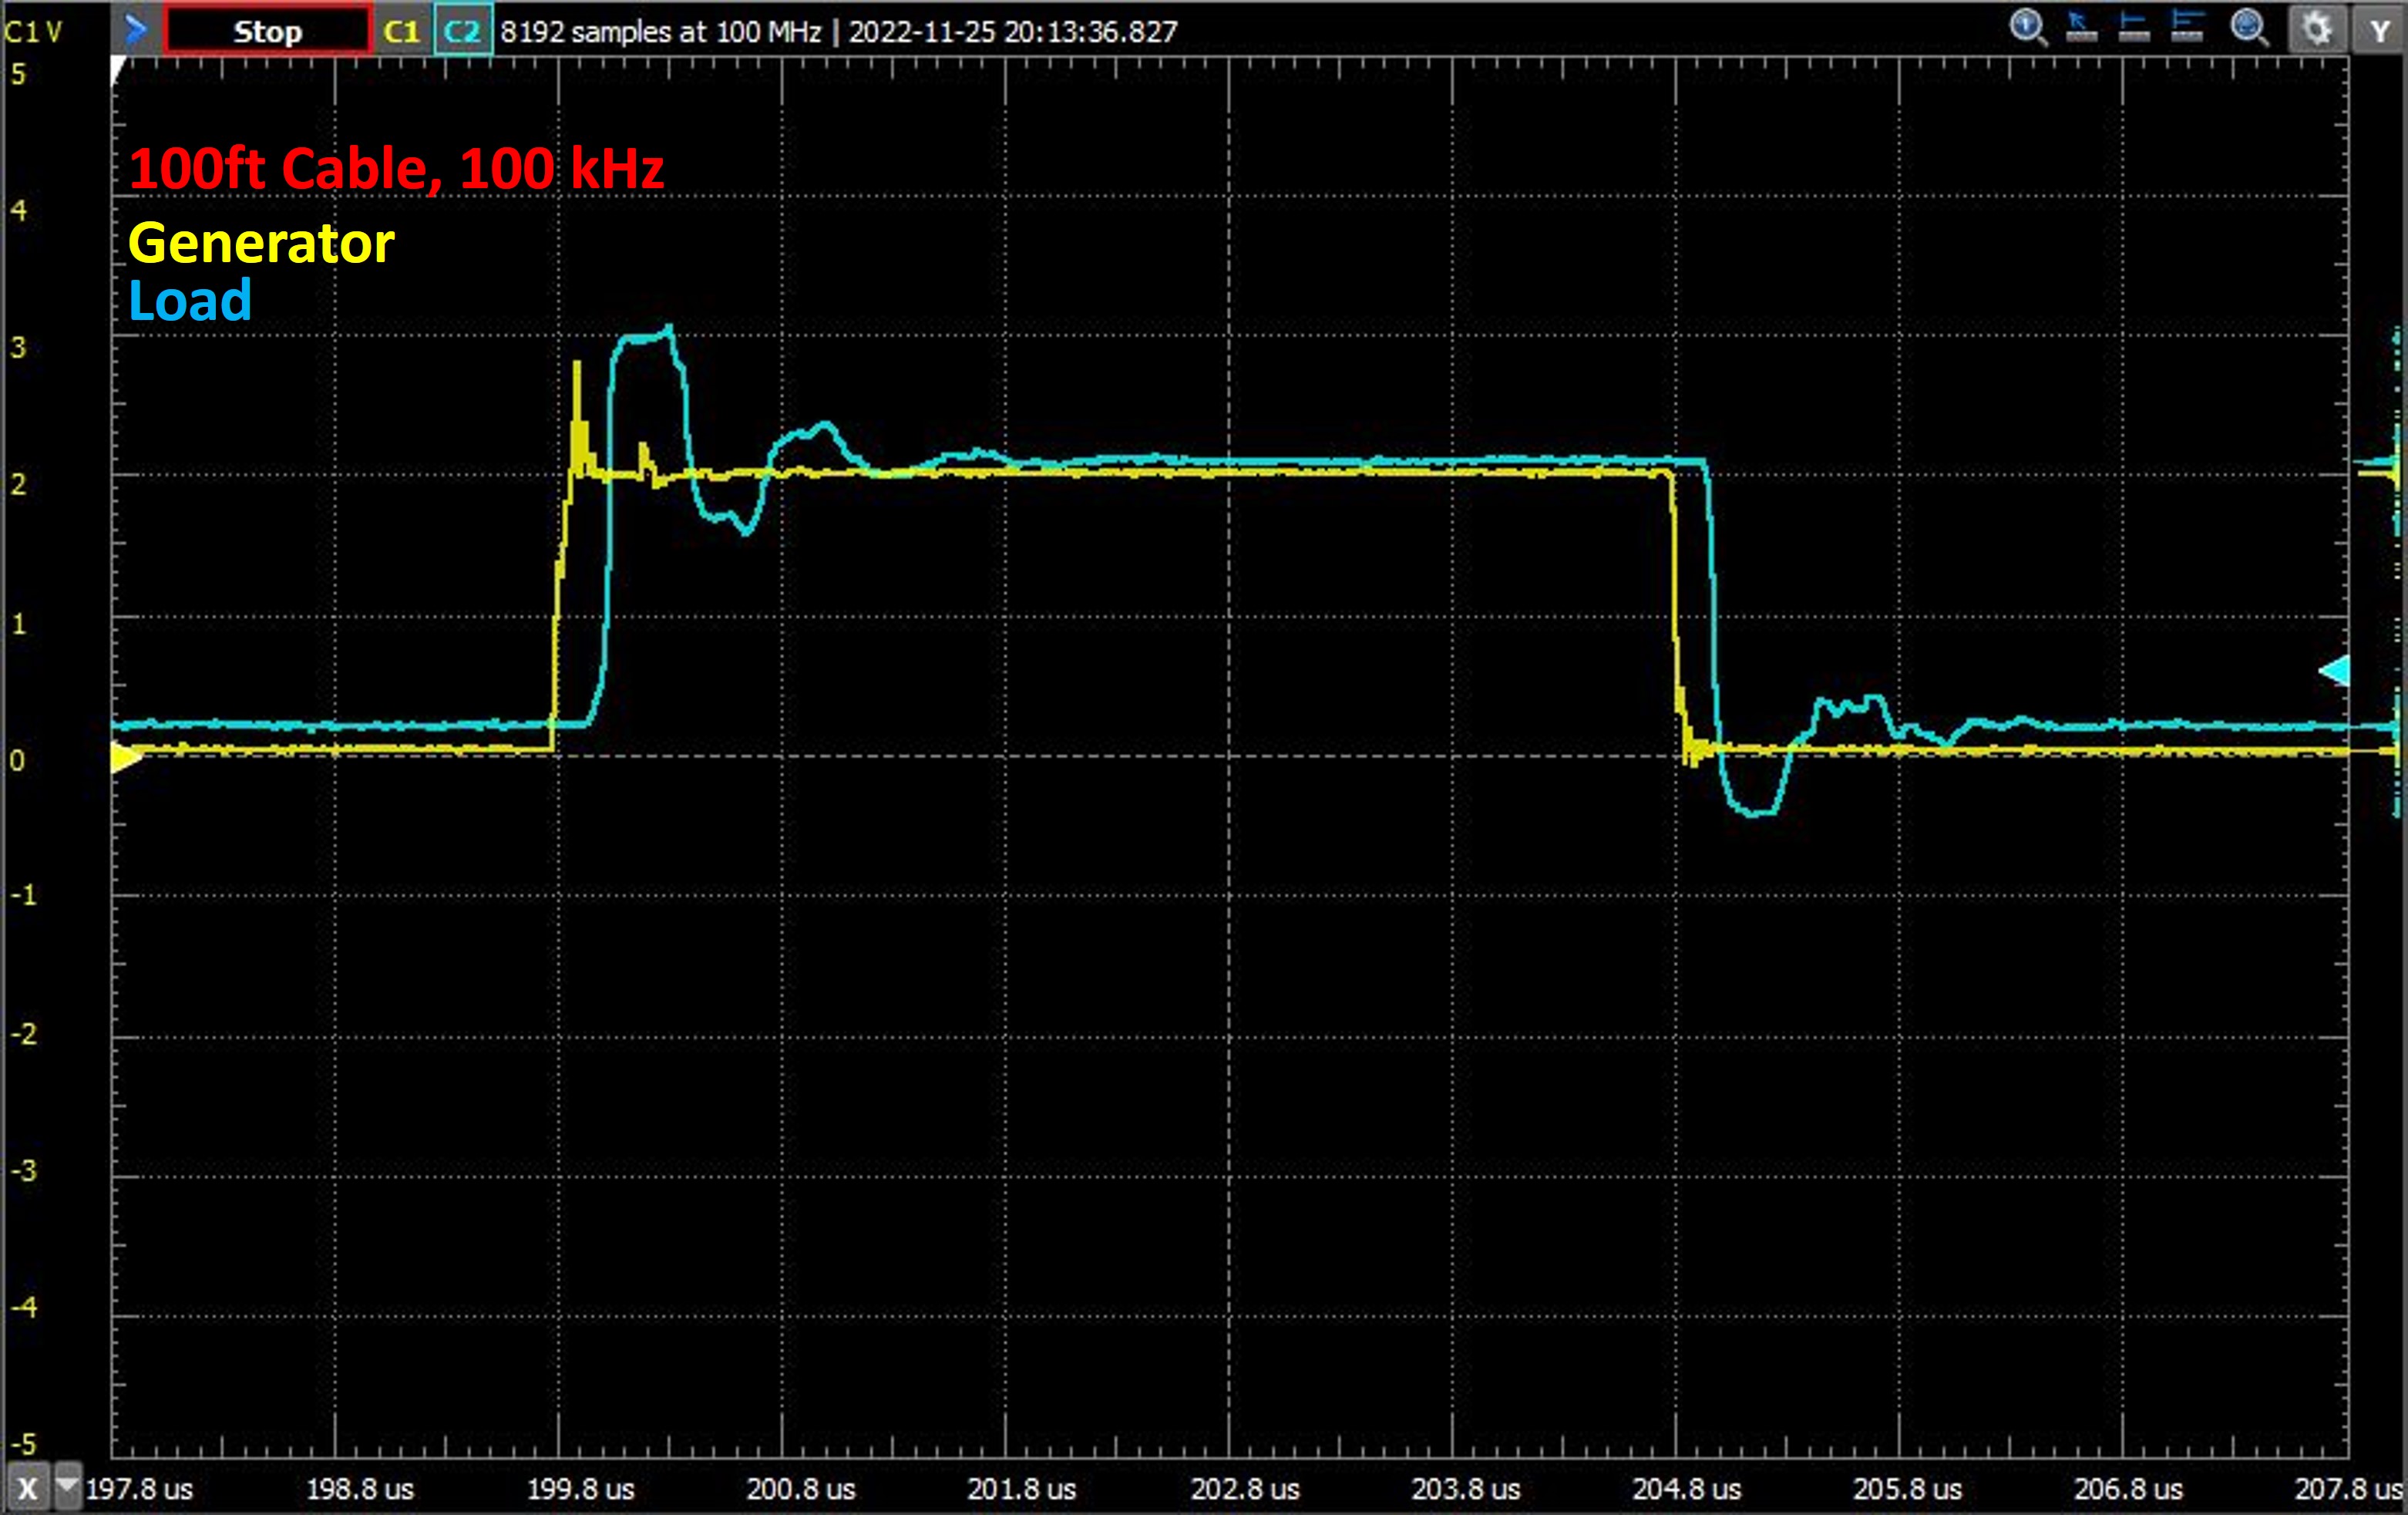 C1 V Stop C1 C2 8192 samples at 100 MHz | 2022-11-25 20:13:36.827 Y
5
100ft Cable, 100 kHz
4
Generator
Load
3
2
1
0
-1
-2
-3
-4
-5
X 197.8 us 198.8 us 199.8 us 200.8 us 201.8 us 202.8 us 203.8 us 204.8 us 205.8 us 206.8 us 207.8 us